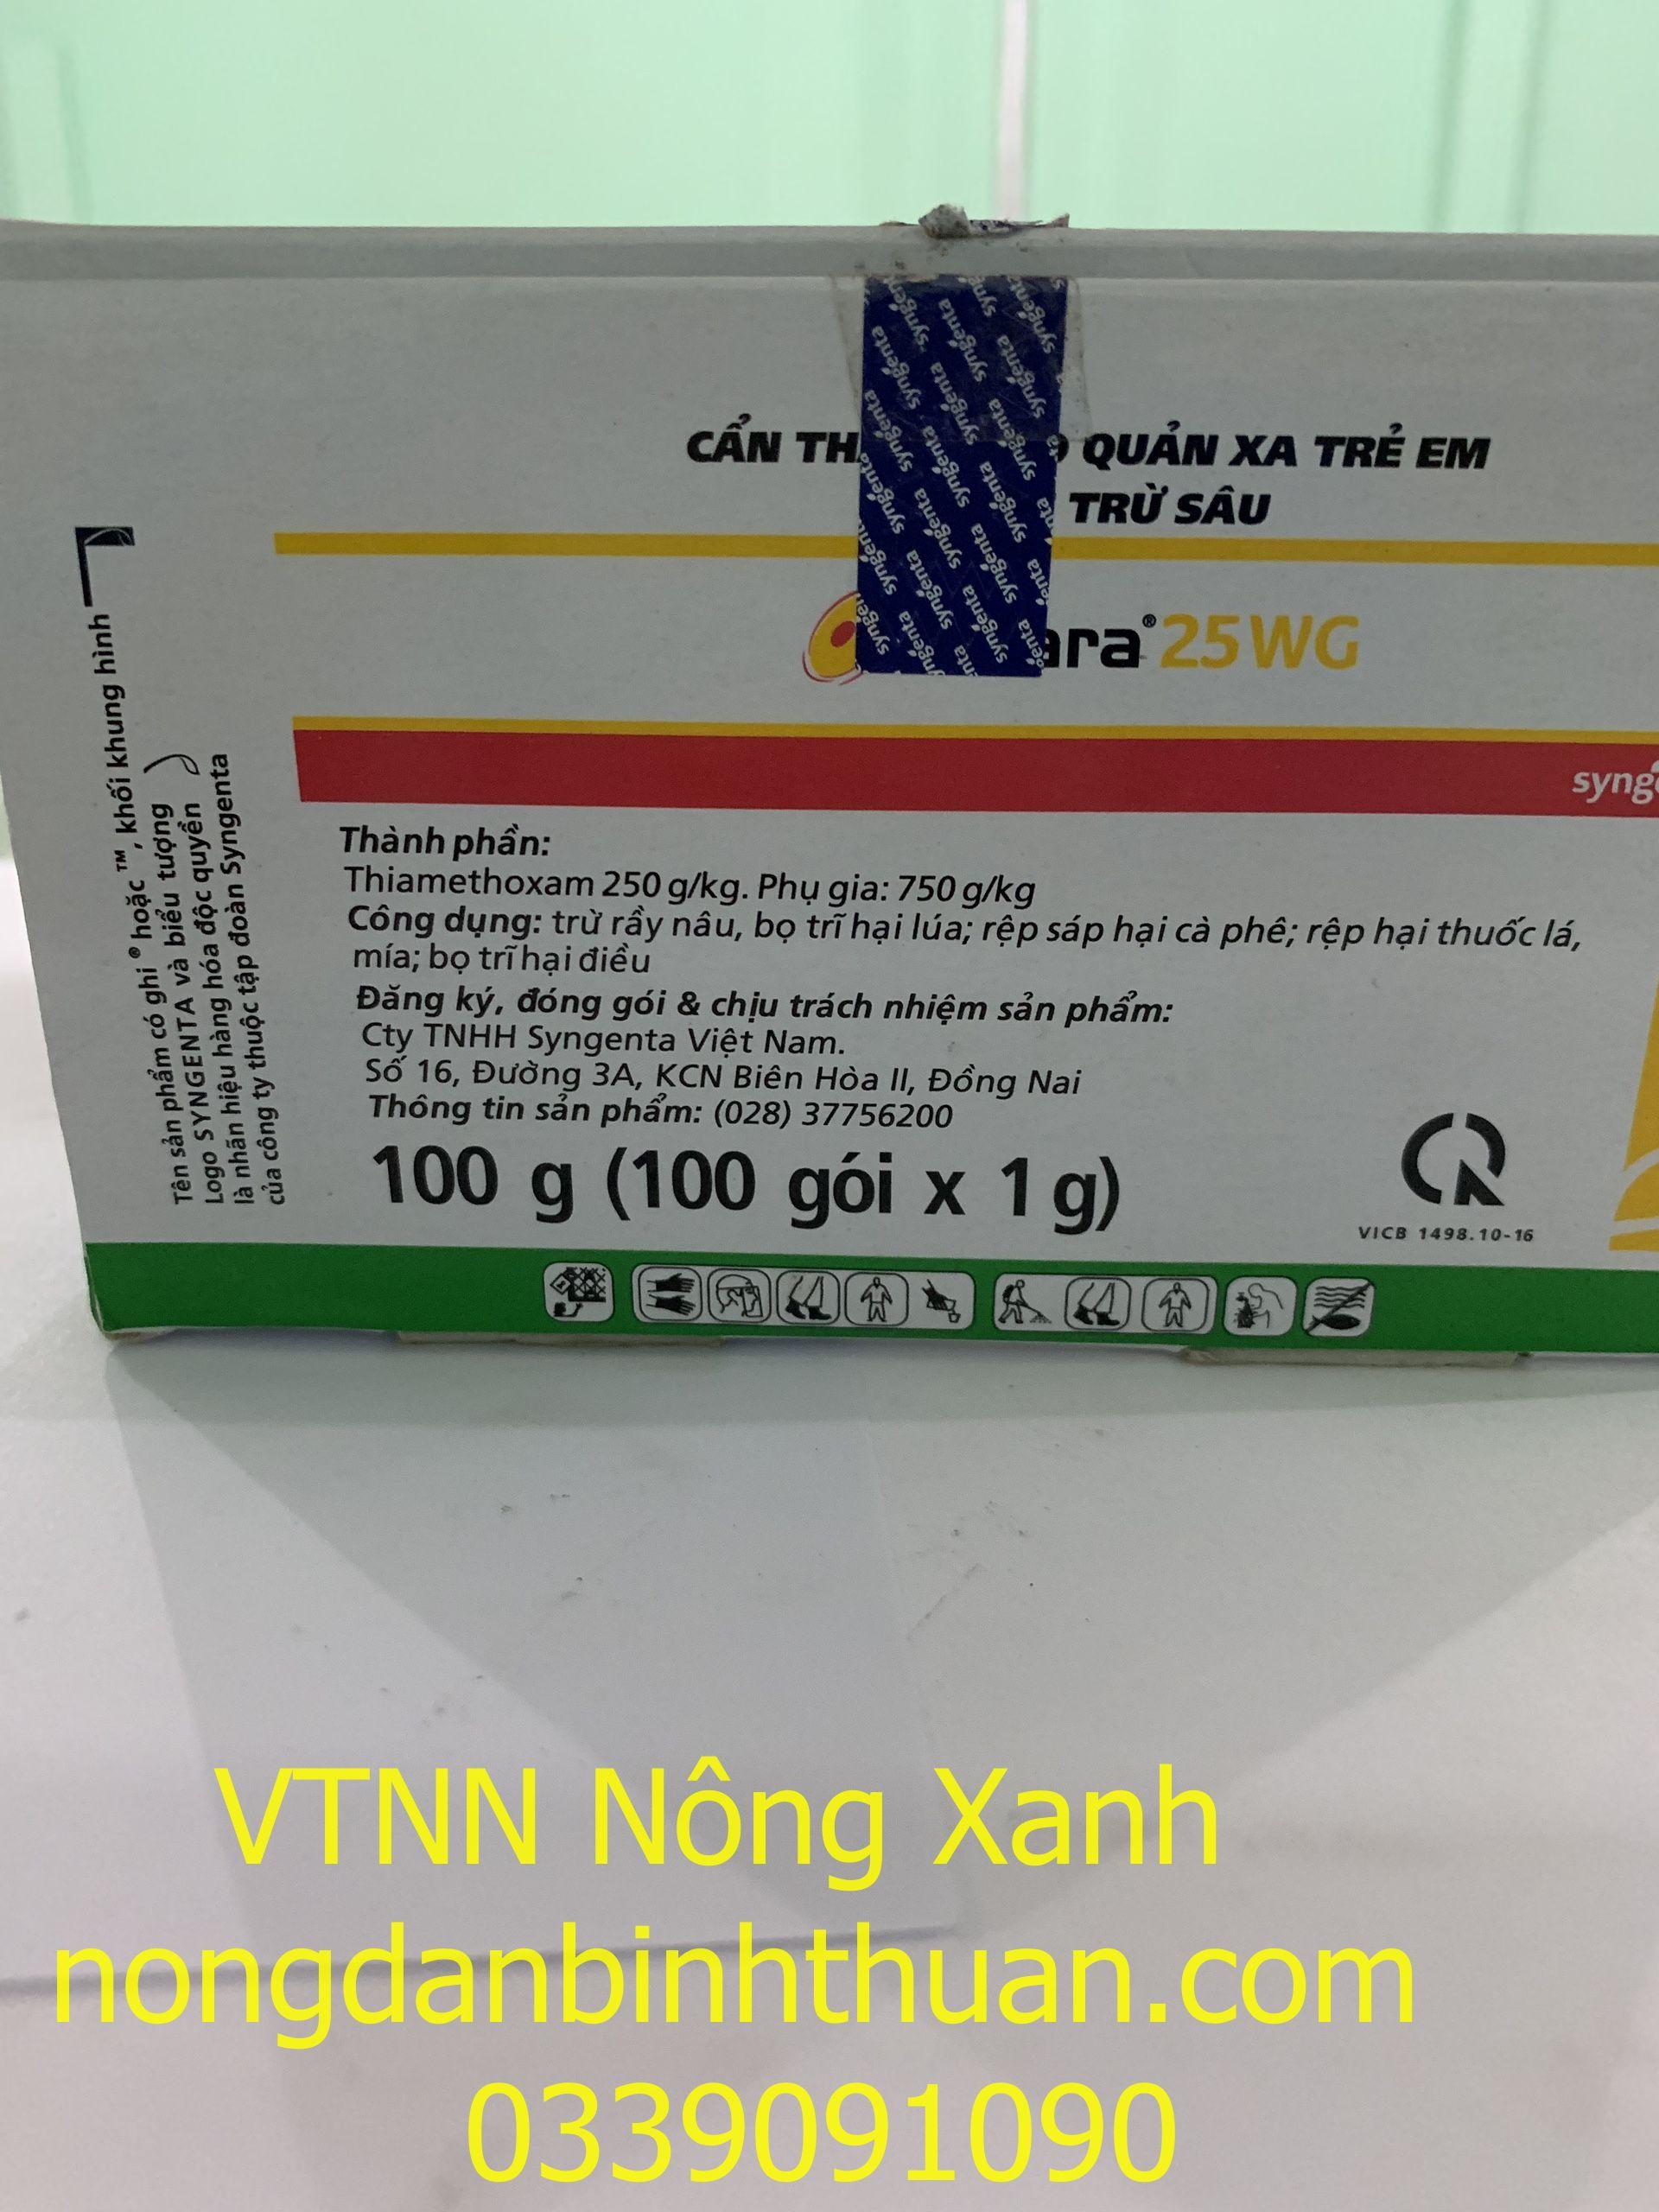 CẨN TH QUẢN XA TRẺ EM
TRỪ SÂU
ara® 25WG
syng
Thành phần:
Thiamethoxam 250 g/kg. Phụ gia: 750 g/kg
Công dụng: trừ rầy nâu, bọ trĩ hại lúa; rệp sáp hại cà phê; rệp hại thuốc lá,
mía; bọ trĩ hại điều
Đăng ký, đóng gói & chịu trách nhiệm sản phẩm:
Cty TNHH Syngenta Việt Nam.
Số 16, Đường 3A, KCN Biên Hòa II, Đồng Nai
Thông tin sản phẩm: (028) 37756200
100 g (100 gói x 1 g)
VICB 1498.10-16
Tên sản phẩm có ghi ® hoặc ™, khối khung hình
Logo SYNGENTA và biểu tượng
là nhãn hiệu hàng hóa độc quyền
của công ty thuộc tập đoàn Syngenta
syngenta syngenta syngenta
VTNN Nông Xanh
nongdanbinhthuan.com
0339091090